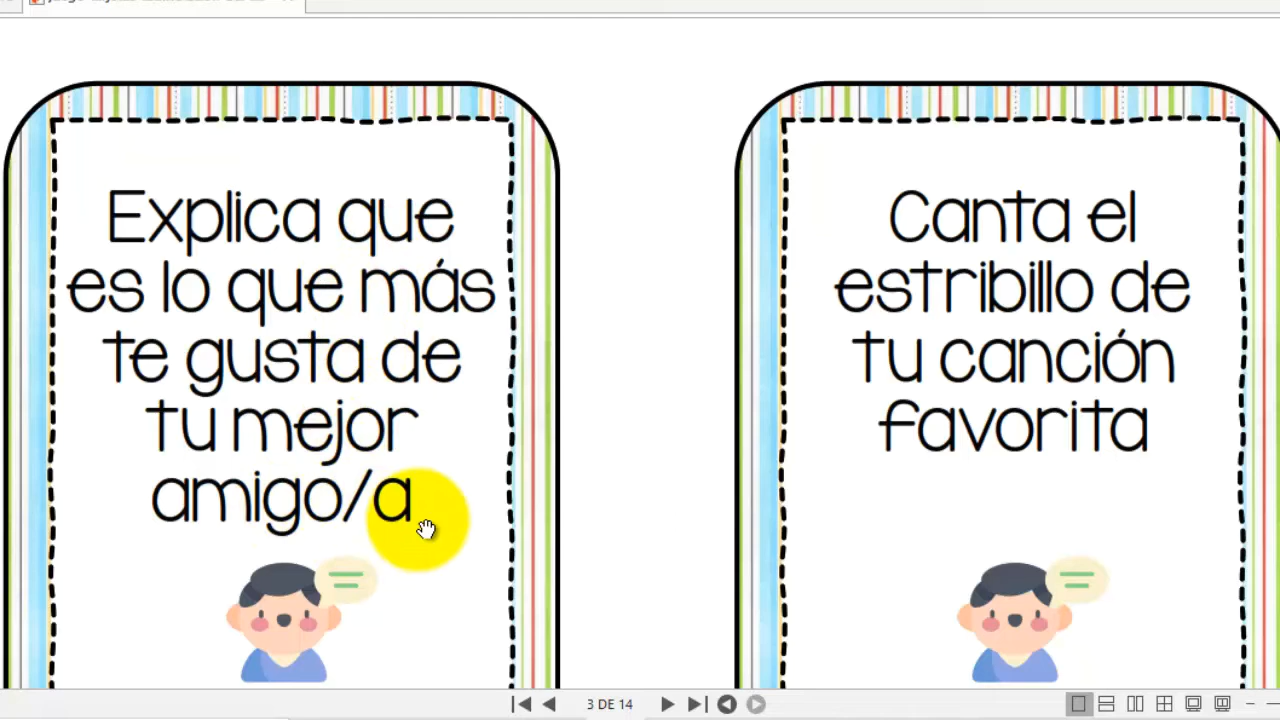 Explica que
es lo que más
te gusta de
tu mejor
amigo/a
Canta el
estribillo de
tu canción
favorita
3 DE 14